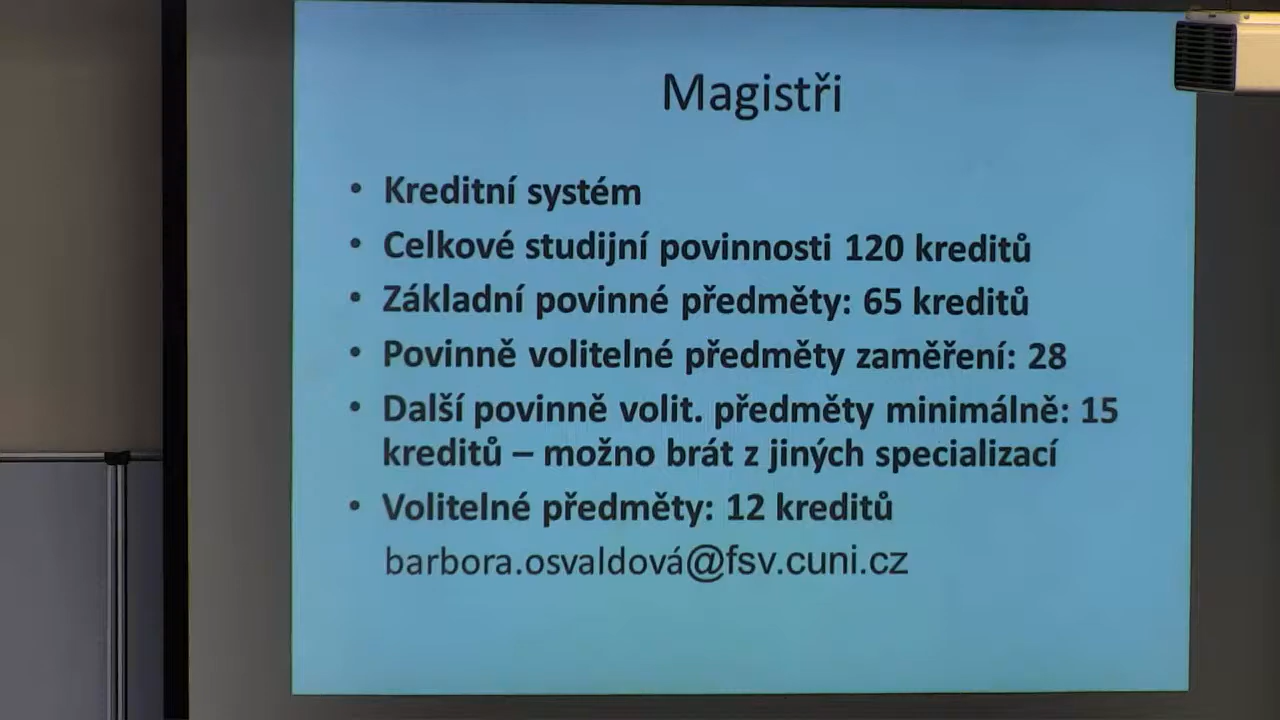 Magistři
• Kreditní systém
• Celkové studijní povinnosti 120 kreditů
• Základní povinné předměty: 65 kreditů
• Povinně volitelné předměty zaměření: 28
• Další povinně volit. předměty minimálně: 15
kreditů – možno brát z jiných specializací
• Volitelné předměty: 12 kreditů
barbora.osvaldová@fsv.cuni.cz